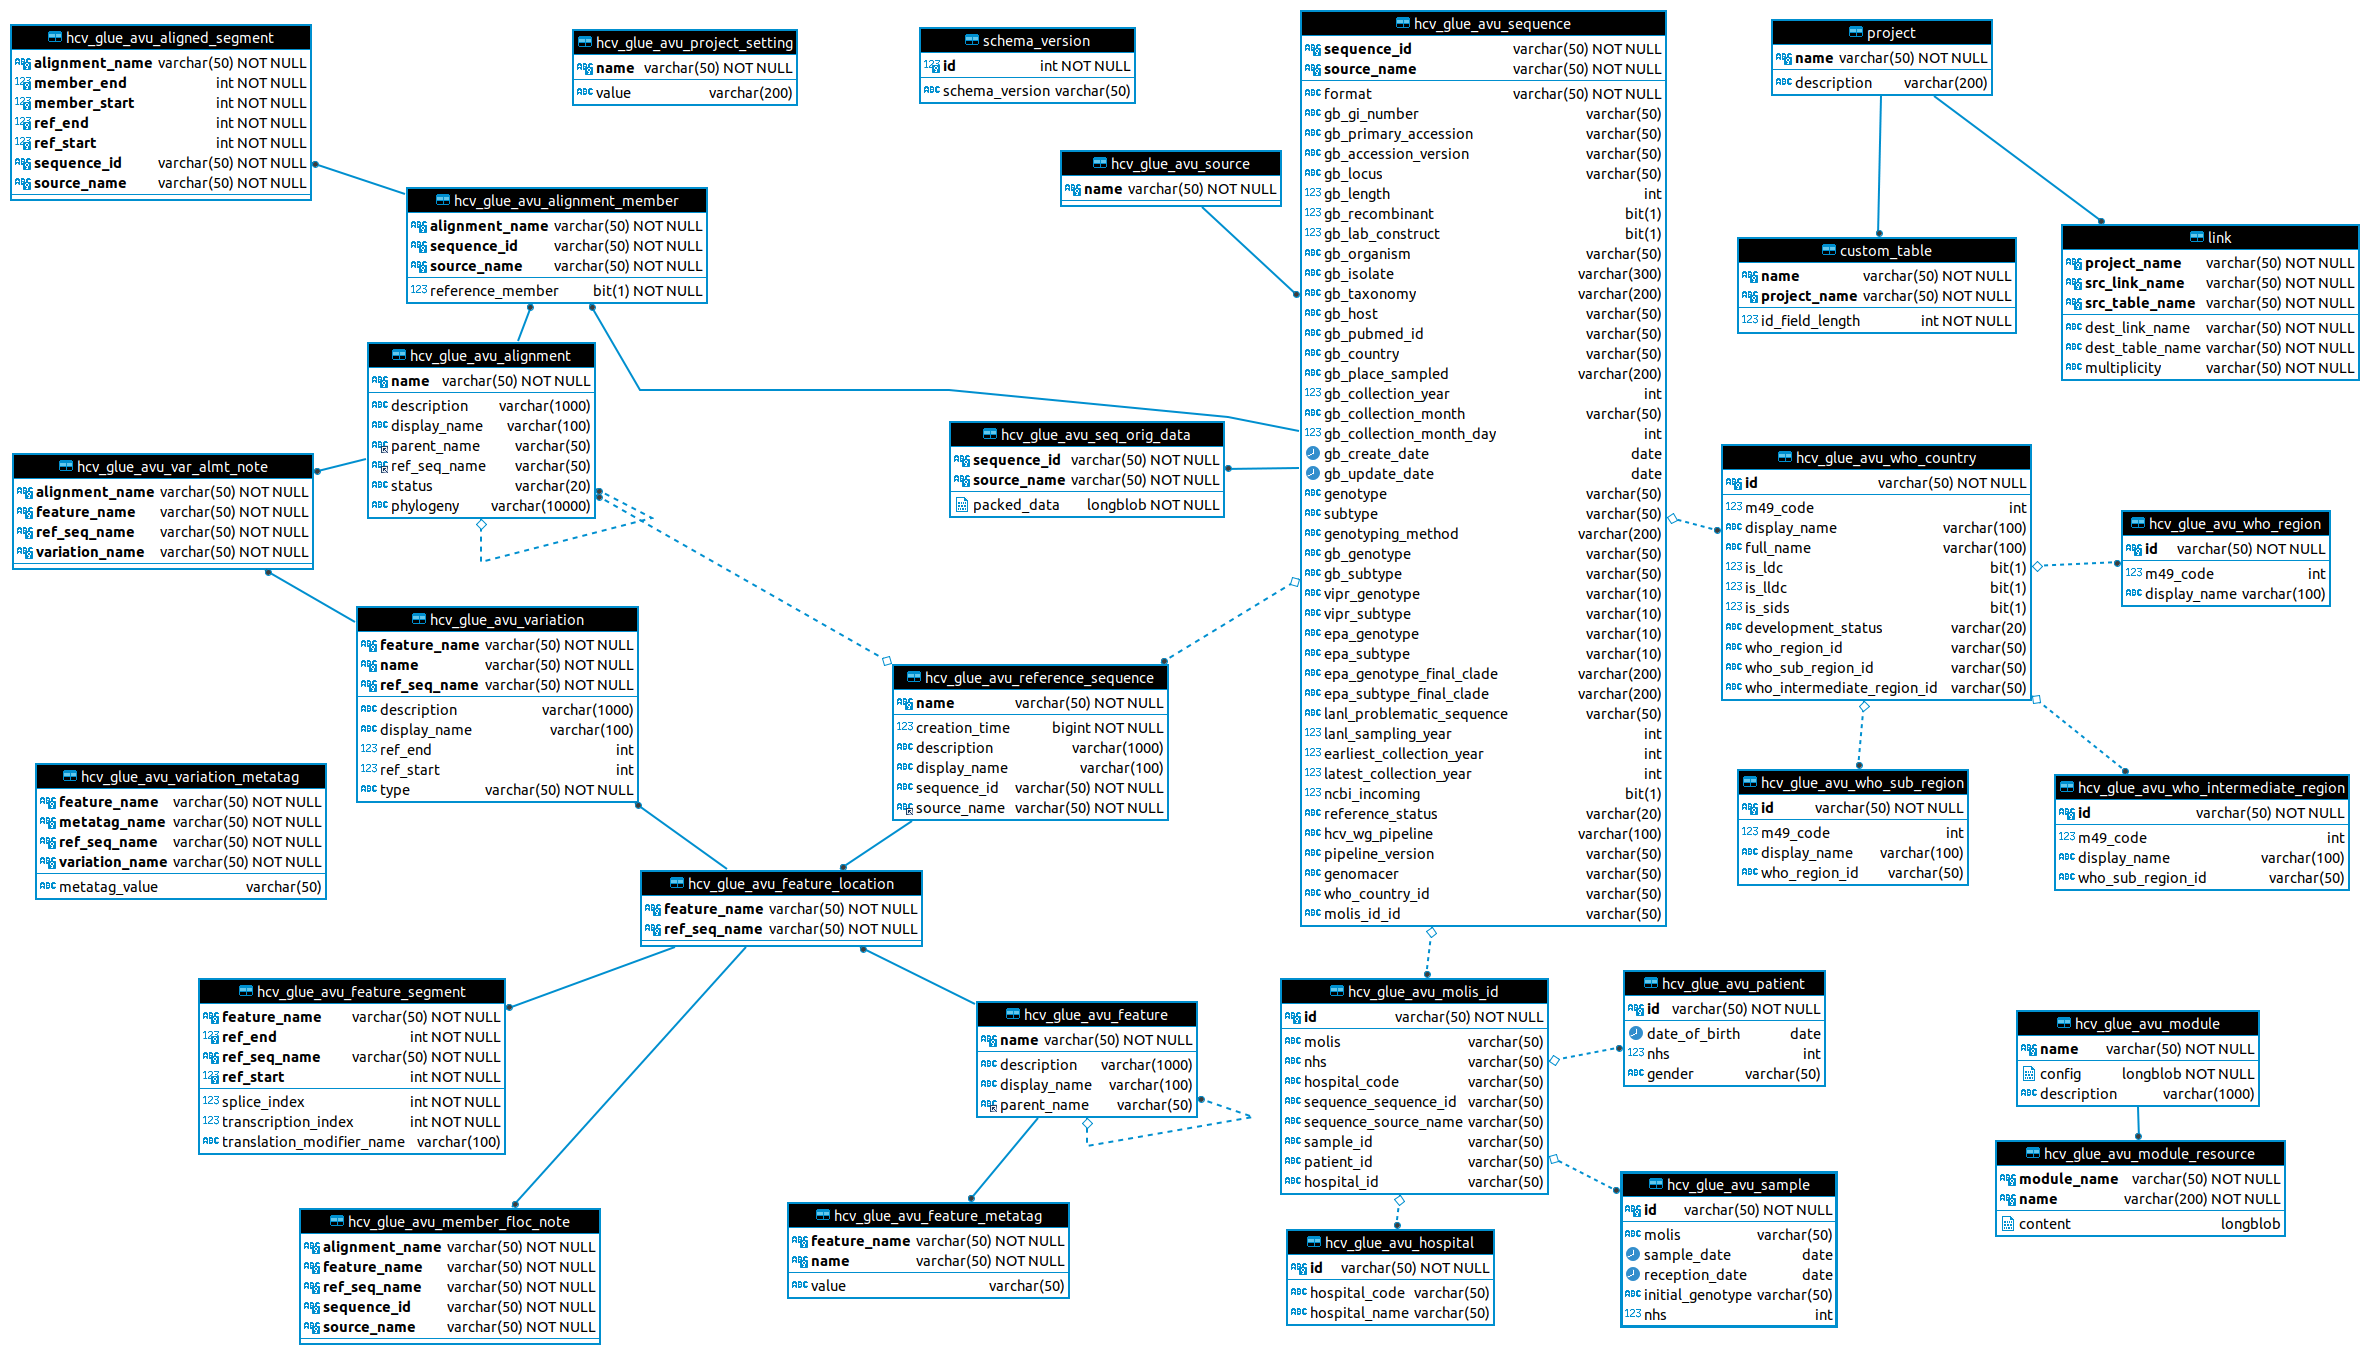 hcv_glue_avu_aligned_segment
alignment_name varchar(50) NOT NULL
member_end int NOT NULL
member_start int NOT NULL
ref_end int NOT NULL
ref_start int NOT NULL
sequence_id varchar(50) NOT NULL
source_name varchar(50) NOT NULL
hcv_glue_avu_project_setting
name varchar(50) NOT NULL
value varchar(200)
schema_version
id int NOT NULL
schema_version varchar(50)
hcv_glue_avu_source
name varchar(50) NOT NULL
hcv_glue_avu_sequence
sequence_id varchar(50) NOT NULL
source_name varchar(50) NOT NULL
format varchar(50) NOT NULL
gb_gi_number varchar(50)
gb_primary_accession varchar(50)
gb_accession_version varchar(50)
gb_locus varchar(50)
gb_length int
gb_recombinant bit(1)
gb_lab_construct bit(1)
gb_organism varchar(50)
gb_isolate varchar(300)
gb_taxonomy varchar(200)
gb_host varchar(50)
gb_pubmed_id varchar(50)
gb_country varchar(50)
gb_place_sampled varchar(200)
gb_collection_year int
gb_collection_month varchar(50)
gb_collection_month_day int
gb_create_date date
gb_update_date date
genotype varchar(50)
subtype varchar(50)
genotyping_method varchar(200)
gb_genotype varchar(50)
gb_subtype varchar(50)
vipr_genotype varchar(10)
vipr_subtype varchar(10)
epa_genotype varchar(10)
epa_subtype varchar(10)
epa_genotype_final_clade varchar(200)
epa_subtype_final_clade varchar(200)
lanl_problematic_sequence varchar(50)
lanl_sampling_year int
earliest_collection_year int
latest_collection_year int
ncbi_incoming bit(1)
reference_status varchar(20)
hcv_wg_pipeline varchar(100)
pipeline_version varchar(50)
genomacer varchar(50)
who_country_id varchar(50)
molis_id_id varchar(50)
project
name varchar(50) NOT NULL
description varchar(200)
custom_table
name varchar(50) NOT NULL
project_name varchar(50) NOT NULL
id_field_length int NOT NULL
link
project_name varchar(50) NOT NULL
src_link_name varchar(50) NOT NULL
src_table_name varchar(50) NOT NULL
dest_link_name varchar(50) NOT NULL
dest_table_name varchar(50) NOT NULL
multiplicity varchar(50) NOT NULL
hcv_glue_avu_alignment_member
alignment_name varchar(50) NOT NULL
sequence_id varchar(50) NOT NULL
source_name varchar(50) NOT NULL
reference_member bit(1) NOT NULL
hcv_glue_avu_alignment
name varchar(50) NOT NULL
description varchar(1000)
display_name varchar(100)
parent_name varchar(50)
ref_seq_name varchar(50)
status varchar(20)
phylogeny varchar(10000)
hcv_glue_avu_seq_orig_data
sequence_id varchar(50) NOT NULL
source_name varchar(50) NOT NULL
packed_data longblob NOT NULL
hcv_glue_avu_var_almt_note
alignment_name varchar(50) NOT NULL
feature_name varchar(50) NOT NULL
ref_seq_name varchar(50) NOT NULL
variation_name varchar(50) NOT NULL
hcv_glue_avu_who_country
id varchar(50) NOT NULL
m49_code int
display_name varchar(100)
full_name varchar(100)
is_ldc bit(1)
is_lldc bit(1)
is_sids bit(1)
development_status varchar(20)
who_region_id varchar(50)
who_sub_region_id varchar(50)
who_intermediate_region_id varchar(50)
hcv_glue_avu_who_region
id varchar(50) NOT NULL
m49_code int
display_name varchar(100)
hcv_glue_avu_variation
feature_name varchar(50) NOT NULL
name varchar(50) NOT NULL
ref_seq_name varchar(50) NOT NULL
description varchar(1000)
display_name varchar(100)
ref_end int
ref_start int
type varchar(50) NOT NULL
hcv_glue_avu_reference_sequence
name varchar(50) NOT NULL
creation_time bigint NOT NULL
description varchar(1000)
display_name varchar(100)
sequence_id varchar(50) NOT NULL
source_name varchar(50) NOT NULL
hcv_glue_avu_variation_metatag
feature_name varchar(50) NOT NULL
metatag_name varchar(50) NOT NULL
ref_seq_name varchar(50) NOT NULL
variation_name varchar(50) NOT NULL
metatag_value varchar(50)
hcv_glue_avu_who_sub_region
id varchar(50) NOT NULL
m49_code int
display_name varchar(100)
who_region_id varchar(50)
hcv_glue_avu_who_intermediate_region
id varchar(50) NOT NULL
m49_code int
display_name varchar(100)
who_sub_region_id varchar(50)
hcv_glue_avu_feature_location
feature_name varchar(50) NOT NULL
ref_seq_name varchar(50) NOT NULL
hcv_glue_avu_feature_segment
feature_name varchar(50) NOT NULL
ref_end int NOT NULL
ref_seq_name varchar(50) NOT NULL
ref_start int NOT NULL
splice_index int NOT NULL
transcription_index int NOT NULL
translation_modifier_name varchar(100)
hcv_glue_avu_feature
name varchar(50) NOT NULL
description varchar(1000)
display_name varchar(100)
parent_name varchar(50)
hcv_glue_avu_molis_id
id varchar(50) NOT NULL
molis varchar(50)
nhs varchar(50)
hospital_code varchar(50)
sequence_sequence_id varchar(50)
sequence_source_name varchar(50)
sample_id varchar(50)
patient_id varchar(50)
hospital_id varchar(50)
hcv_glue_avu_patient
id varchar(50) NOT NULL
date_of_birth date
nhs int
gender varchar(50)
hcv_glue_avu_module
name varchar(50) NOT NULL
config longblob NOT NULL
description varchar(1000)
hcv_glue_avu_module_resource
module_name varchar(50) NOT NULL
name varchar(200) NOT NULL
content longblob
hcv_glue_avu_sample
id varchar(50) NOT NULL
molis varchar(50)
sample_date date
reception_date date
initial_genotype varchar(50)
nhs int
hcv_glue_avu_member_floc_note
alignment_name varchar(50) NOT NULL
feature_name varchar(50) NOT NULL
ref_seq_name varchar(50) NOT NULL
sequence_id varchar(50) NOT NULL
source_name varchar(50) NOT NULL
hcv_glue_avu_feature_metatag
feature_name varchar(50) NOT NULL
name varchar(50) NOT NULL
value varchar(50)
hcv_glue_avu_hospital
id varchar(50) NOT NULL
hospital_code varchar(50)
hospital_name varchar(50)